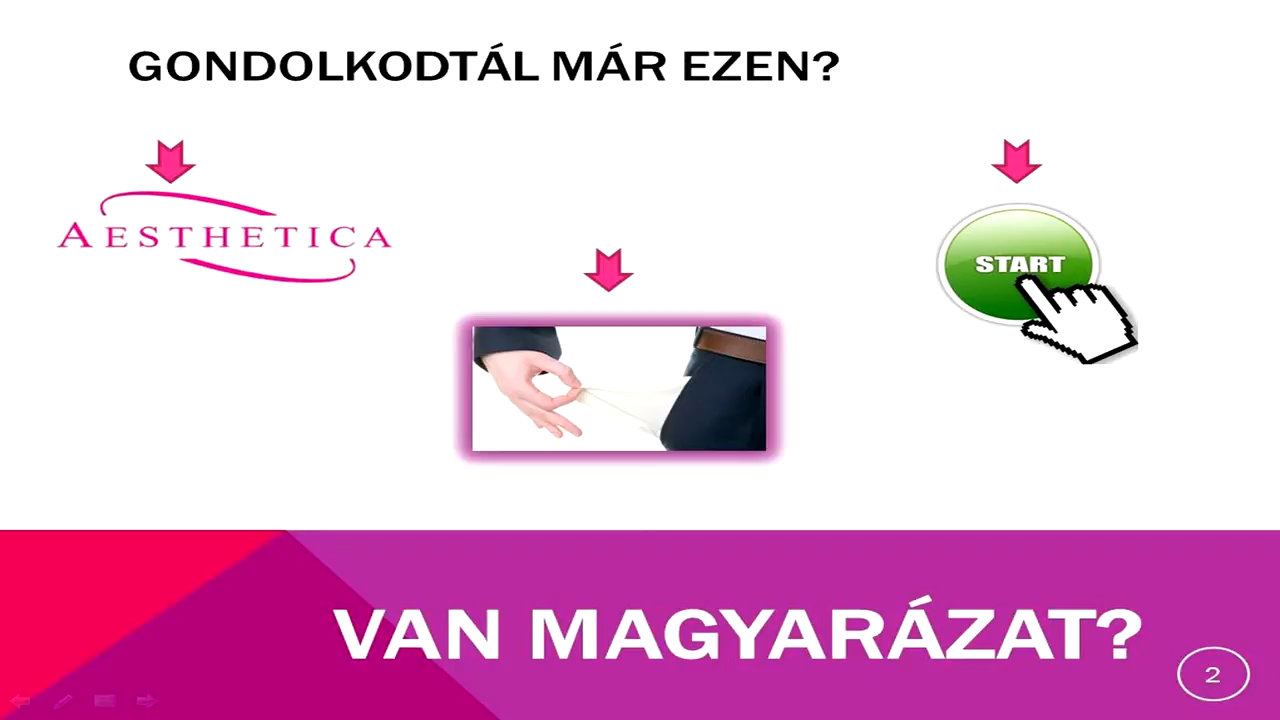 GONDOLKODTÁL MÁR EZEN?
AESTHETICA
START
VAN MAGYARÁZAT?
2